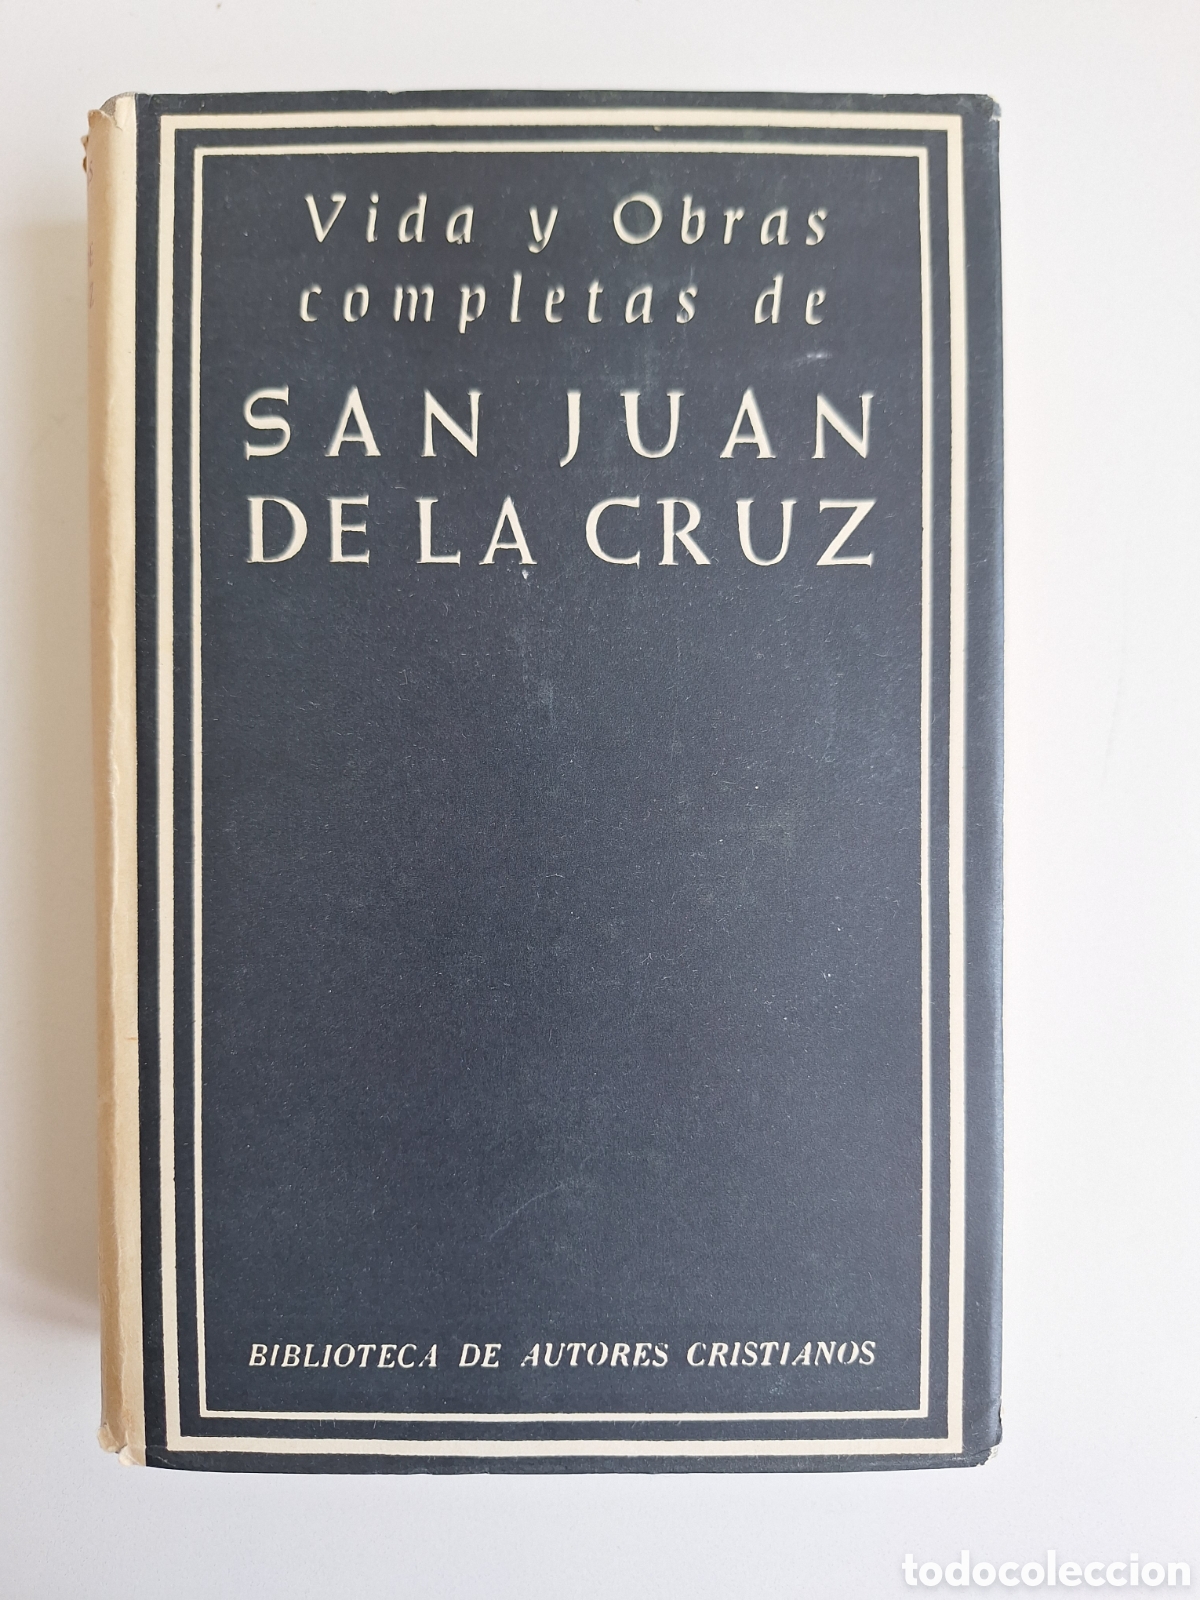 Vida y Obras
completas de
SAN JUAN
DE LA CRUZ
BIBLIOTECA DE AUTORES CRISTIANOS
todocoleccion